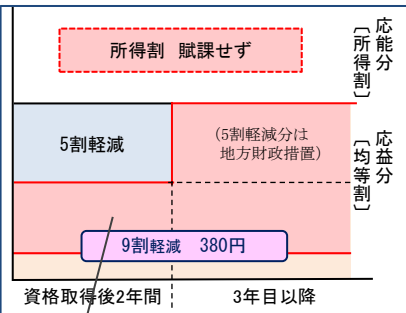 所得割 賦課せず
応能分
〔所得割〕
5割軽減
(5割軽減分は
地方財政措置)
応益分
〔均等割〕
9割軽減 380円
資格取得後2年間
3年目以降